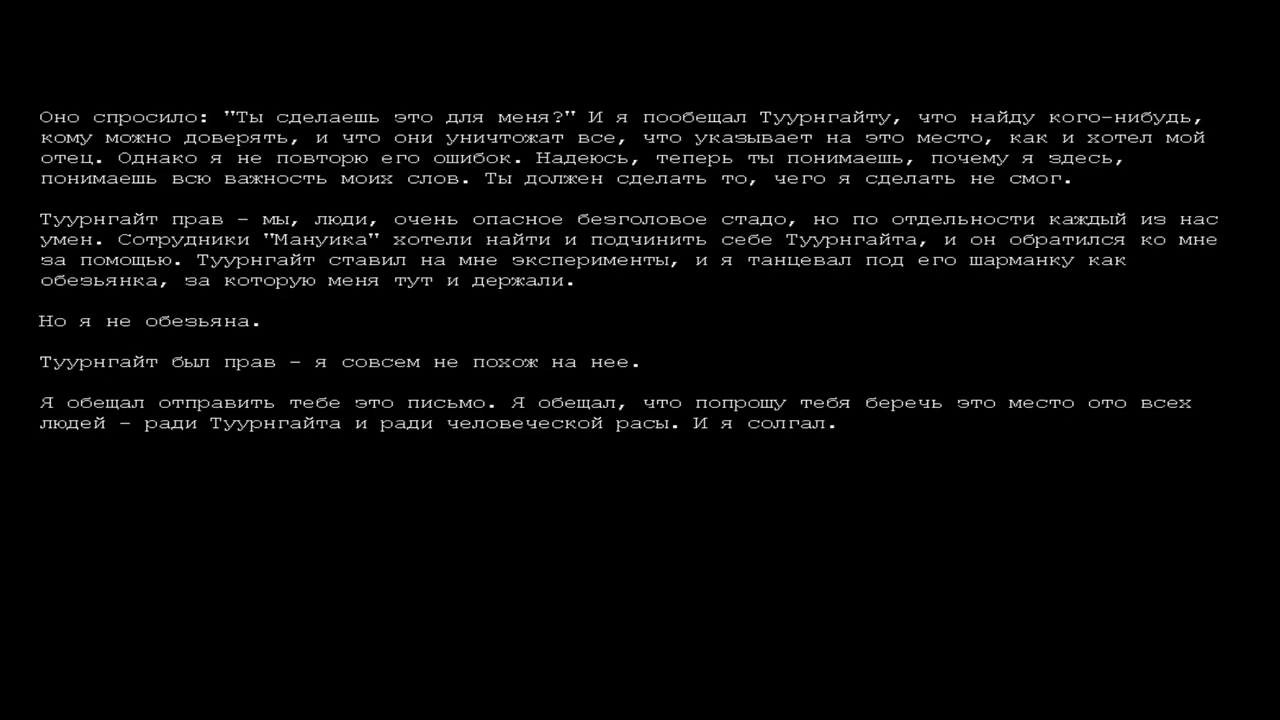 Оно спросило: "Ты сделаешь это для меня?" И я пообещал Туурнгайту, что найду кого-нибудь,
кому можно доверять, и что они уничтожат все, что указывает на это место, как и хотел мой
отец. Однако я не повторю его ошибок. Надеюсь, теперь ты понимаешь, почему я здесь,
понимаешь всю важность моих слов. Ты должен сделать то, чего я сделать не смог.
Туурнгайт прав – мы, люди, очень опасное безголовое стадо, но по отдельности каждый из нас
умен. Сотрудники "Мануика" хотели найти и подчинить себе Туурнгайта, и он обратился ко мне
за помощью. Туурнгайт ставил на мне эксперименты, и я танцевал под его шарманку как
обезьянка, за которую меня тут и держали.
Но я не обезьяна.
Туурнгайт был прав – я совсем не похож на нее.
Я обещал отправить тебе это письмо. Я обещал, что попрошу тебя беречь это место ото всех
людей – ради Туурнгайта и ради человеческой расы. И я солгал.